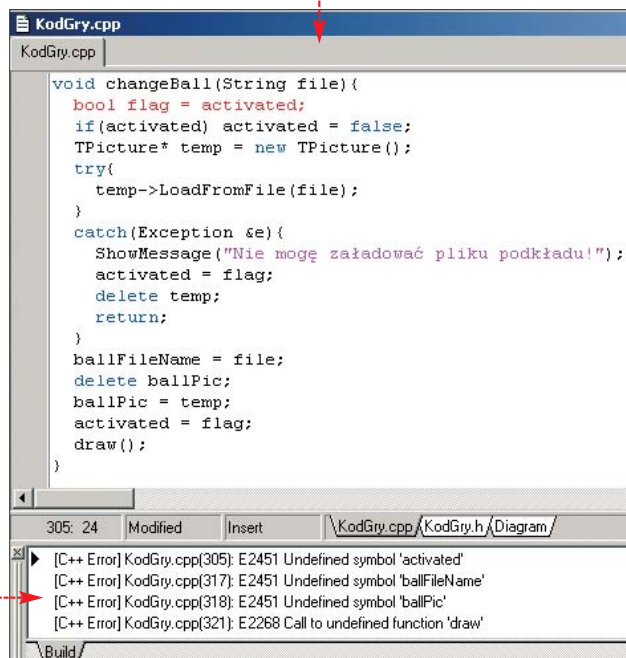 KodGry.cpp
KodGry.cpp
void changeBall(String file){
bool flag = activated;
if(activated) activated = false;
TPicture* temp = new TPicture();
try{
temp->LoadFromFile(file);
}
catch(Exception &e){
ShowMessage("Nie mogę załadować pliku podkładu!");
activated = flag;
delete temp;
return;
}
ballFileName = file;
delete ballPic;
ballPic = temp;
activated = flag;
draw();
}
305: 24 Modified Insert \KodGry.cpp/KodGry.h/Diagram/
[C++ Error] KodGry.cpp(305): E2451 Undefined symbol 'activated'
[C++ Error] KodGry.cpp(317): E2451 Undefined symbol 'ballFileName'
[C++ Error] KodGry.cpp(318): E2451 Undefined symbol 'ballPic'
[C++ Error] KodGry.cpp(321): E2268 Call to undefined function 'draw'
\Build/